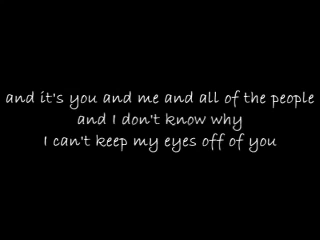 and it's you and me and all of the people
and I don't know why
I can't keep my eyes off of you